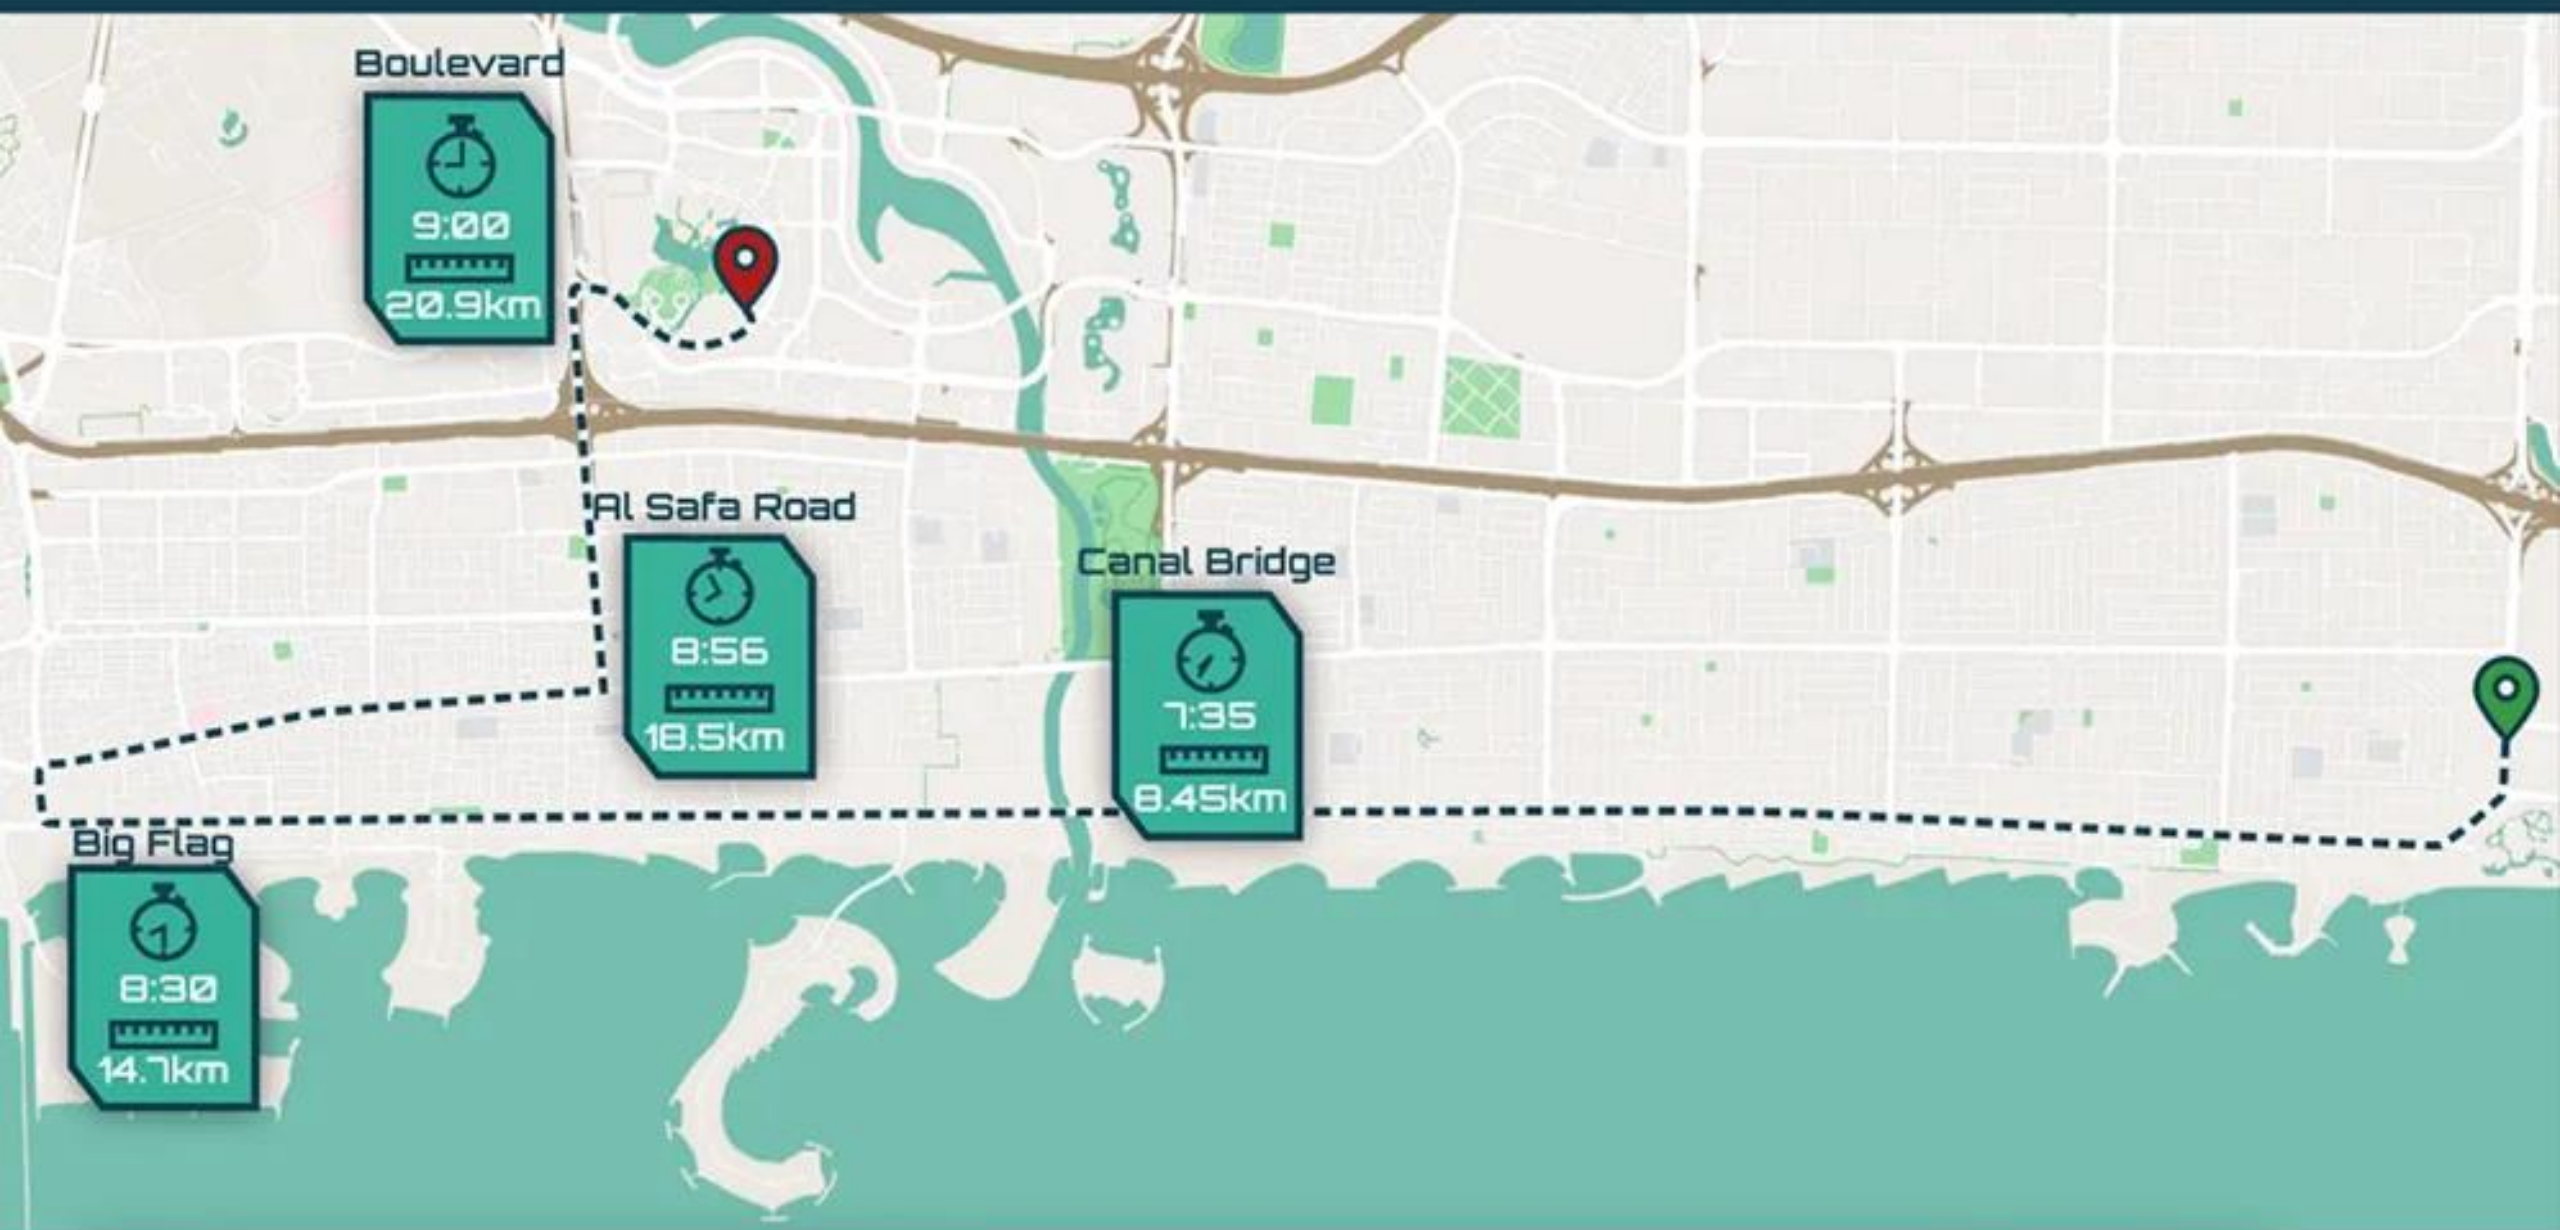 Boulevard
9:00
20.9km
Al Safa Road
8:56
18.5km
Canal Bridge
7:35
8.45km
Big Flag
8:30
14.7km